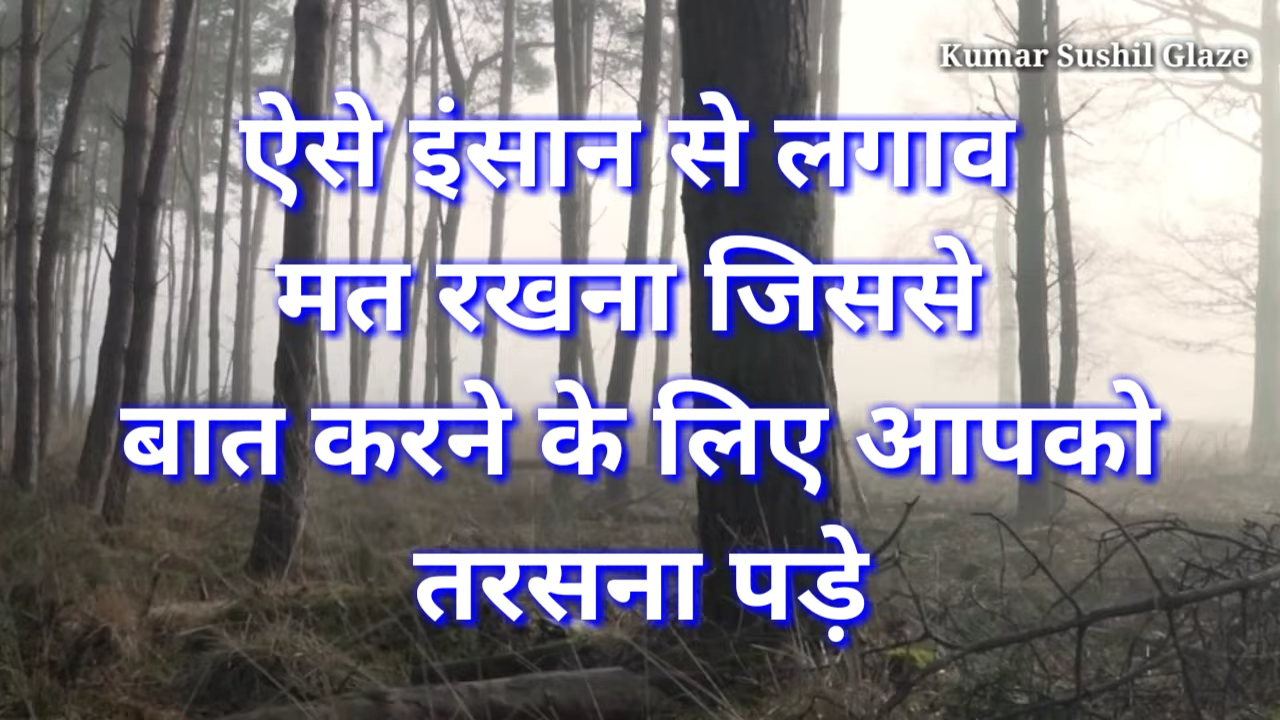 Kumar Sushil Glaze
ऐसे इंसान से लगाव
मत रखना जिससे
बात करने के लिए आपको
तरसना पड़े